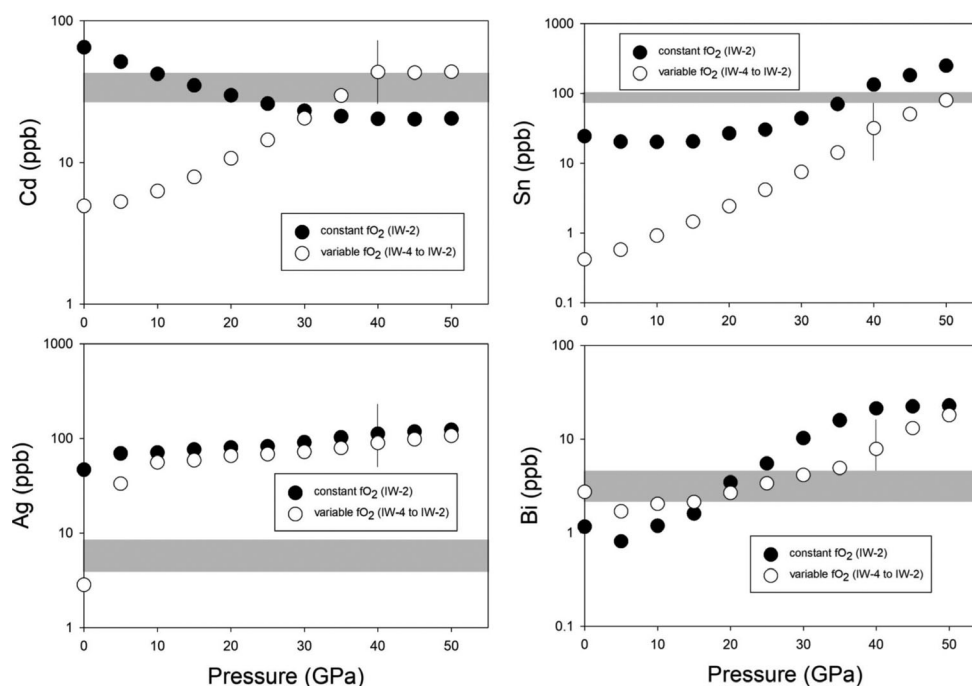 100
10
1
Cd (ppb)
constant fO2 (IW-2)
variable fO2 (IW-4 to IW-2)
0 10 20 30 40 50
1000
100
10
1
0.1
Sn (ppb)
constant fO2 (IW-2)
variable fO2 (IW-4 to IW-2)
0 10 20 30 40 50
1000
100
10
1
Ag (ppb)
constant fO2 (IW-2)
variable fO2 (IW-4 to IW-2)
0 10 20 30 40 50
Pressure (GPa)
100
10
1
0.1
Bi (ppb)
constant fO2 (IW-2)
variable fO2 (IW-4 to IW-2)
0 10 20 30 40 50
Pressure (GPa)